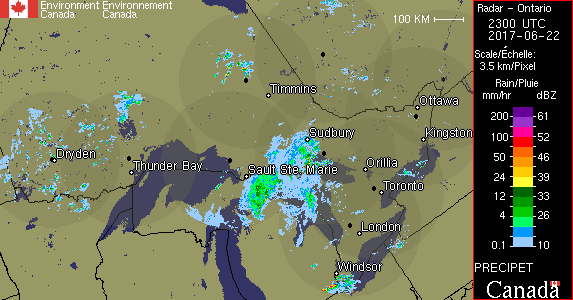 Environment Environnement
Canada Canada
100 KM
Timmins
Ottawa
Sudbury
Kingston
Dryden
Thunder Bay
Sault Ste. Marie
Orillia
Toronto
London
Windsor
Radar - Ontario
2300 UTC
2017-06-22
Scale/Échelle:
3.5 km/Pixel
Rain/Pluie
mm/hr dBZ
200 61
100 52
50 46
24 39
12 33
4 26
0.1 10
PRECIPET
Canada